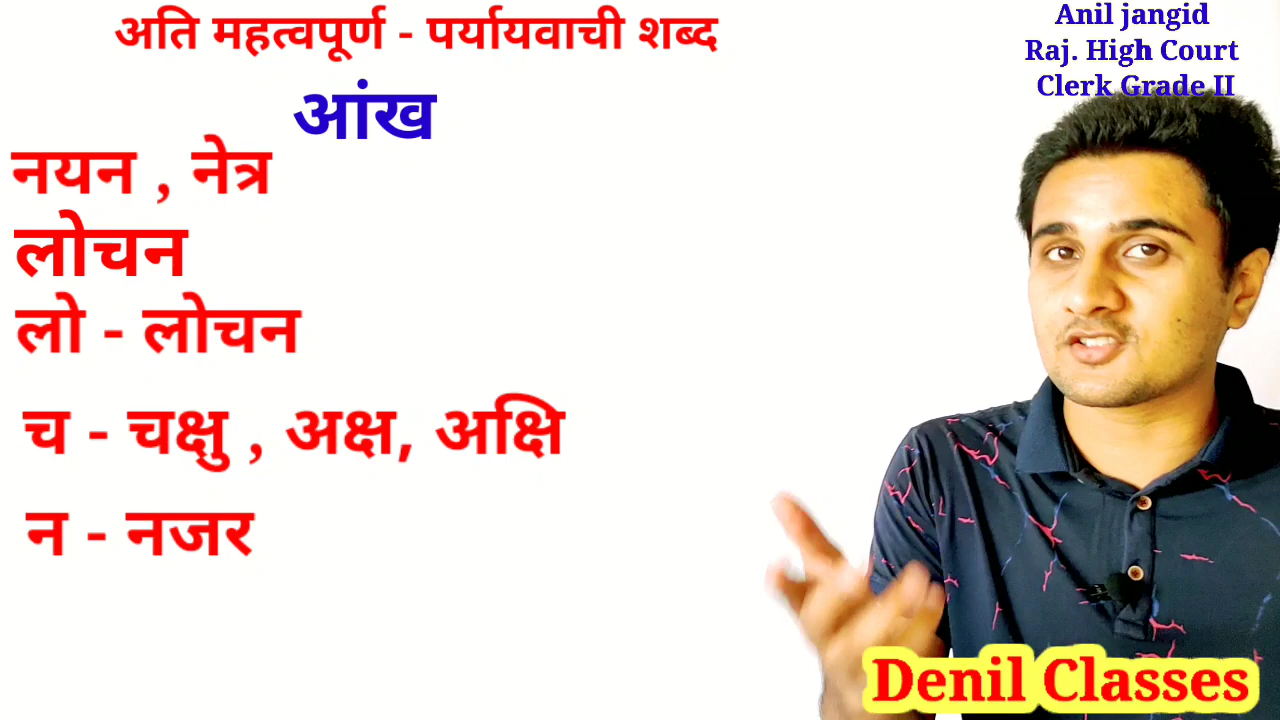 अति महत्वपूर्ण - पर्यायवाची शब्द
Anil jangid
Raj. High Court
Clerk Grade II
आंख
नयन , नेत्र
लोचन
लो - लोचन
च - चक्षु , अक्ष, अक्षि
न - नजर
Denil Classes